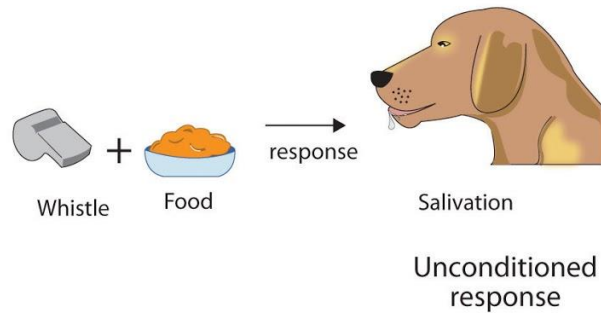 +
response
Whistle
Food
Salivation
Unconditioned
response